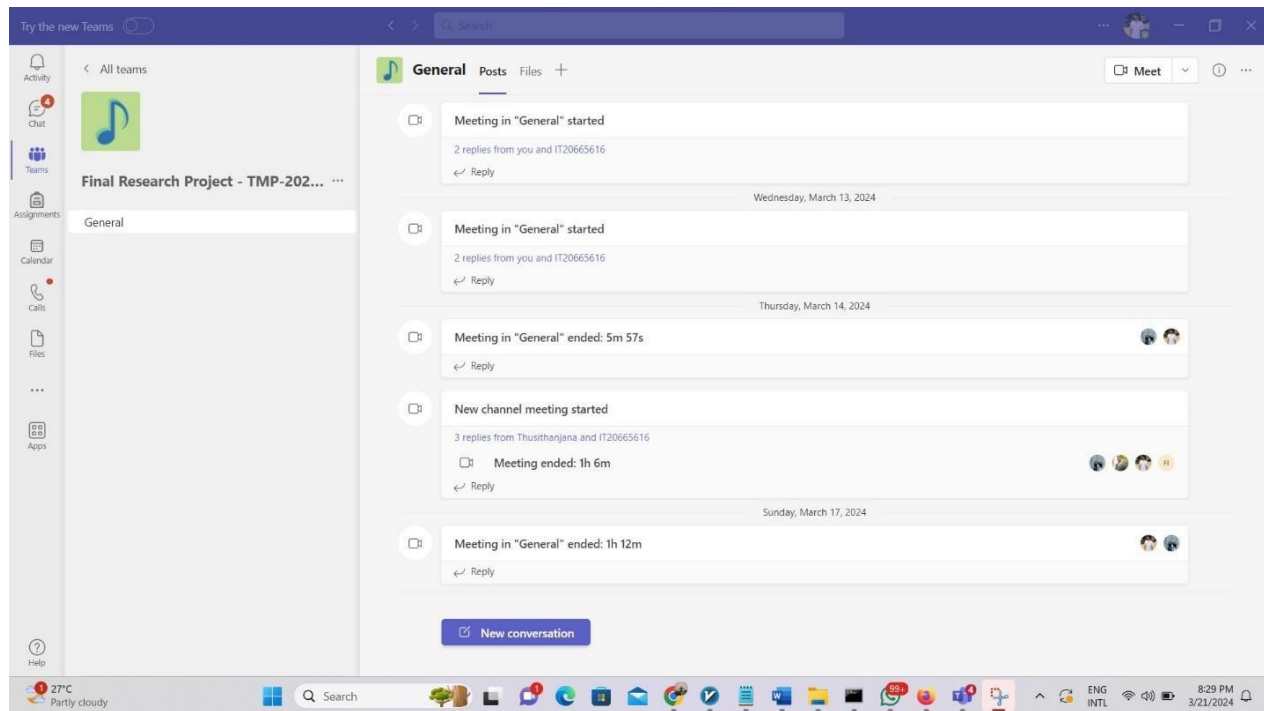 Try the new Teams
Search
Activity
4
Chat
Teams
Assignments
Calendar
Calls
Files
Apps
Help
All teams
Final Research Project - TMP-202...
General
General Posts Files
Meet
Meeting in "General" started
2 replies from you and IT20665616
Reply
Wednesday, March 13, 2024
Meeting in "General" started
2 replies from you and IT20665616
Reply
Thursday, March 14, 2024
Meeting in "General" ended: 5m 57s
Reply
New channel meeting started
3 replies from Thusithanjana and IT20665616
Meeting ended: 1h 6m
Reply
Sunday, March 17, 2024
Meeting in "General" ended: 1h 12m
Reply
New conversation
1
27°C
Partly cloudy
Search
99+
ENG
INTL
8:29 PM
3/21/2024